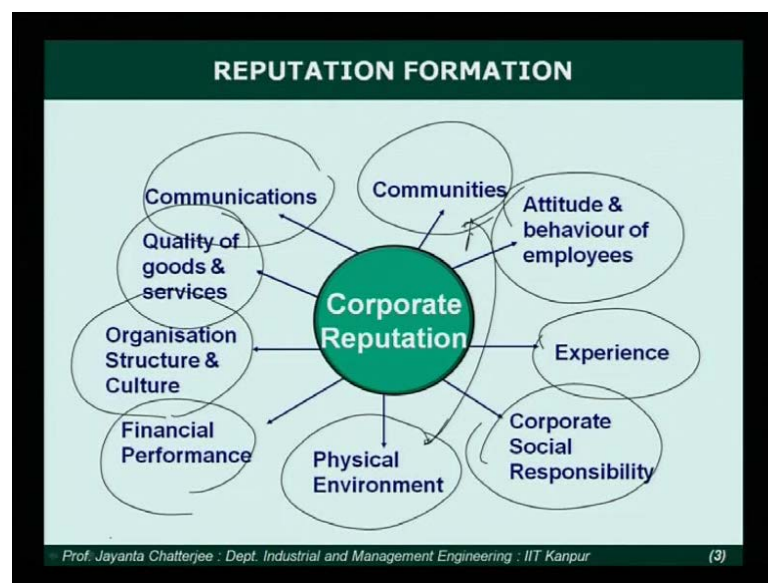 REPUTATION FORMATION
Communications
Communities
Attitude &
behaviour of
employees
Quality of
goods &
services
Corporate
Reputation
Organisation
Structure &
Culture
Experience
Financial
Performance
Physical
Environment
Corporate
Social
Responsibility
Prof. Jayanta Chatterjee : Dept. Industrial and Management Engineering : IIT Kanpur
(3)